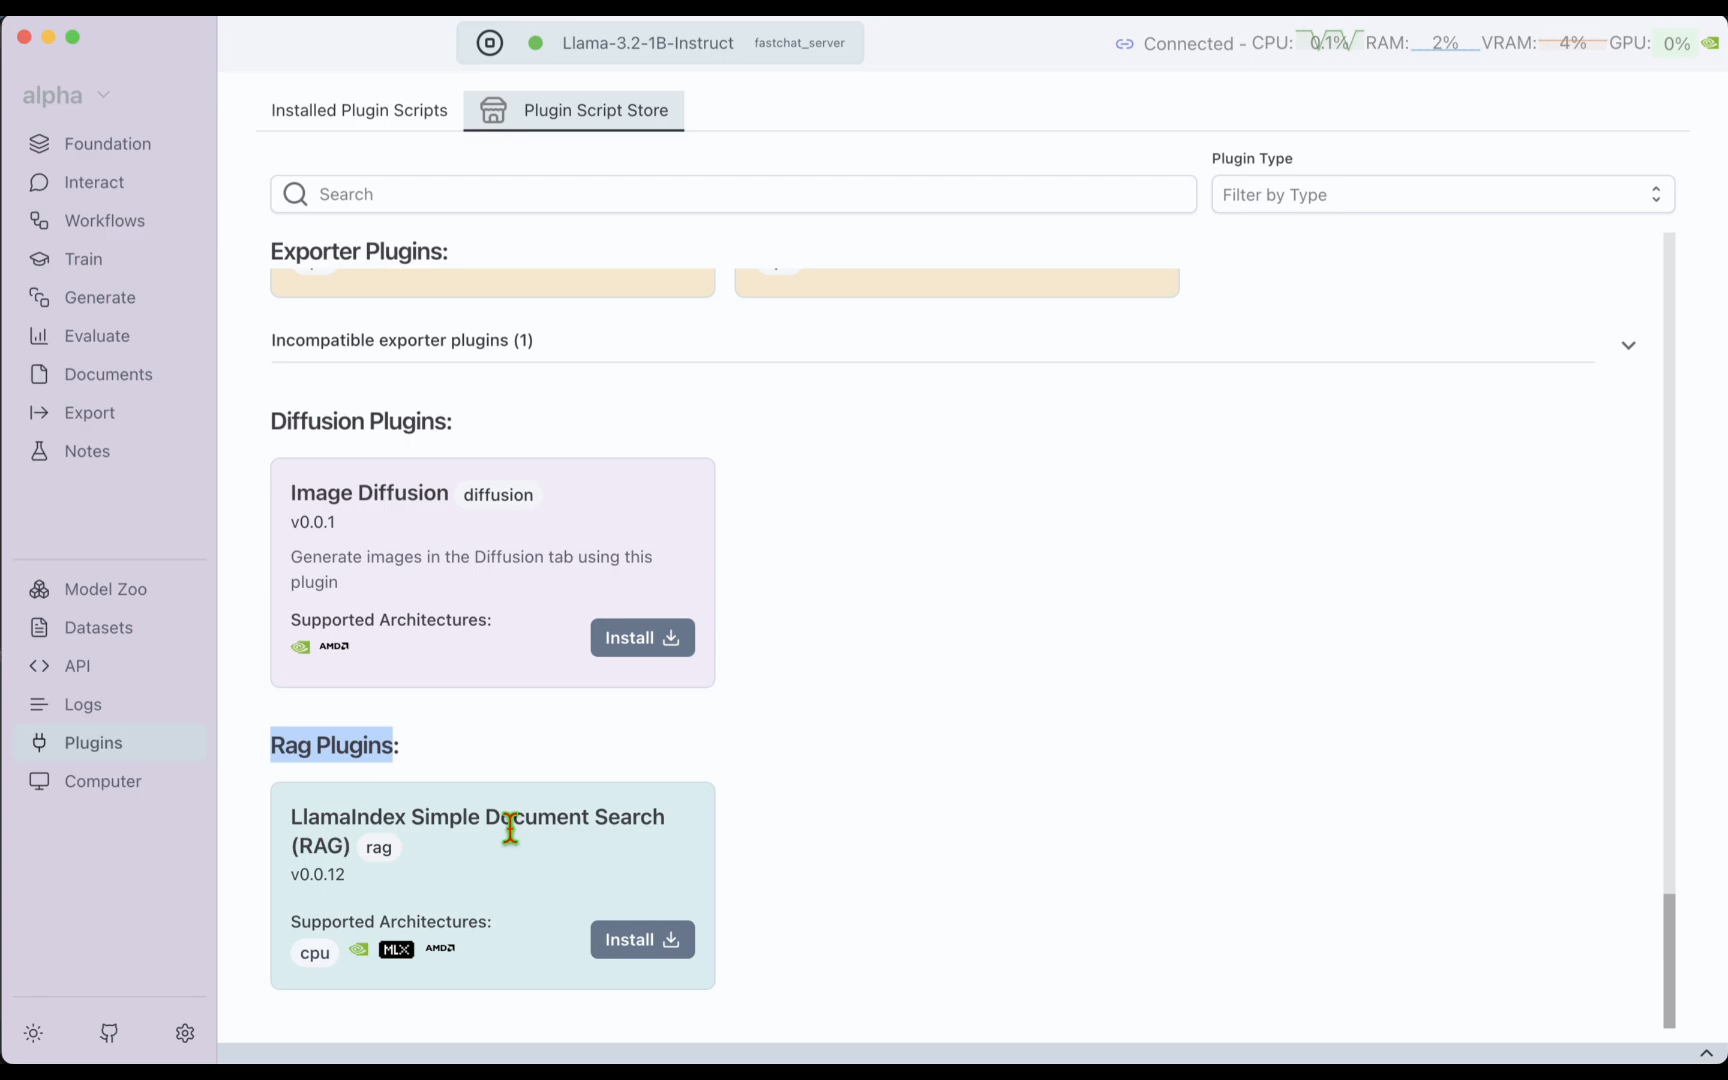 Llama-3.2-1B-Instruct fastchat_server
Connected - CPU: 0.1% RAM: 2% VRAM: 4% GPU: 0%
alpha
Foundation
Interact
Workflows
Train
Generate
Evaluate
Documents
Export
Notes
Model Zoo
Datasets
API
Logs
Plugins
Computer
Installed Plugin Scripts
Plugin Script Store
Plugin Type
Search
Filter by Type
Exporter Plugins:
Incompatible exporter plugins (1)
Diffusion Plugins:
Image Diffusion diffusion
v0.0.1
Generate images in the Diffusion tab using this
plugin
Supported Architectures:
AMD
Install
Rag Plugins:
LlamaIndex Simple Document Search
(RAG) rag
v0.0.12
Supported Architectures:
cpu MLX AMD
Install